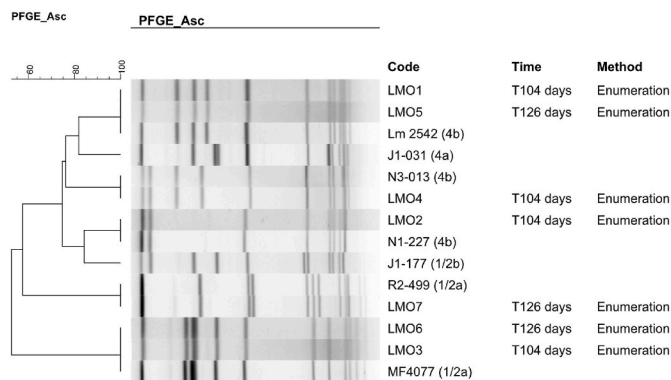 PFGE_Asc PFGE_Asc
60 80 100
Code Time Method
LMO1 T104 days Enumeration
LMO5 T126 days Enumeration
Lm 2542 (4b)
J1-031 (4a)
N3-013 (4b)
LMO4 T104 days Enumeration
LMO2 T104 days Enumeration
N1-227 (4b)
J1-177 (1/2b)
R2-499 (1/2a)
LMO7 T126 days Enumeration
LMO6 T126 days Enumeration
LMO3 T104 days Enumeration
MF4077 (1/2a)